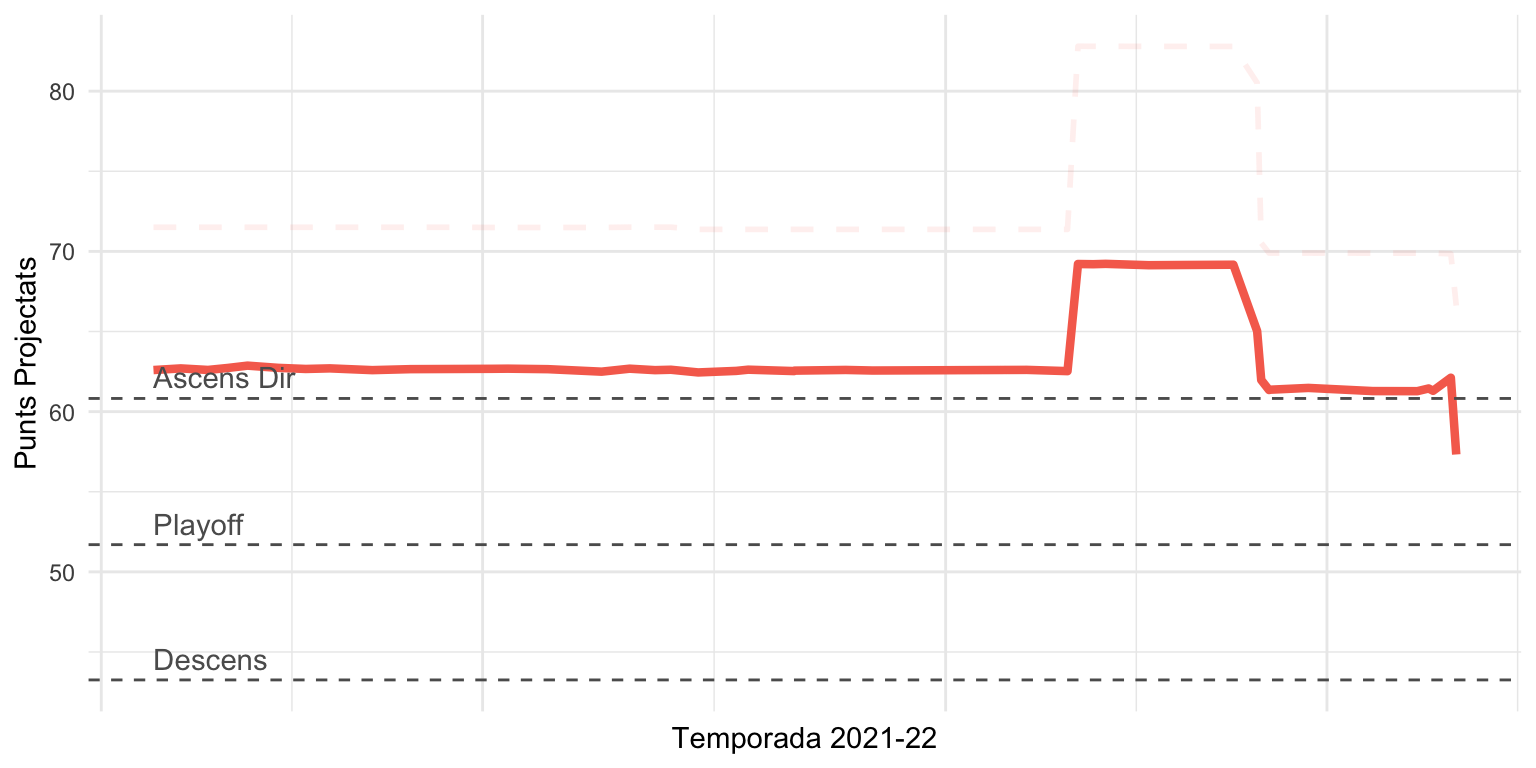 80
70
60
50
Punts Projectats
Ascens Dir
Playoff
Descens
Temporada 2021-22